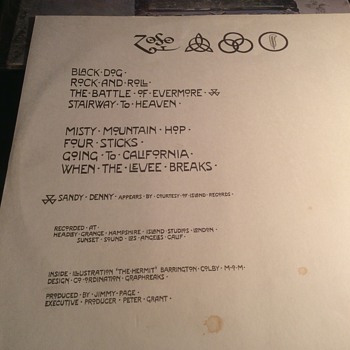 BLACK·DOG·
ROCK·AND·ROLL·
THE·BATTLE·OF·EVERMORE·
STAIRWAY·TO·HEAVEN·
MISTY·MOUNTAIN·HOP·
FOUR·STICKS·
GOING·TO·CALIFORNIA·
WHEN·THE·LEVEE·BREAKS·
SANDY·DENNY·APPEARS·BY·COURTESY·OF·ISLAND·RECORDS·
RECORDED·AT·
HEADLEY·GRANGE·HAMPSHIRE·ISLAND·STUDIOS·LONDON·
SUNSET·SOUND·LOS·ANGELES·CALIF·
INSIDE·ILLUSTRATION·"THE·HERMIT"·BARRINGTON·COLBY·M·O·M·
DESIGN·CO·ORDINATION·GRAPHREAKS·
PRODUCED·BY·JIMMY·PAGE·
EXECUTIVE·PRODUCER·PETER·GRANT·